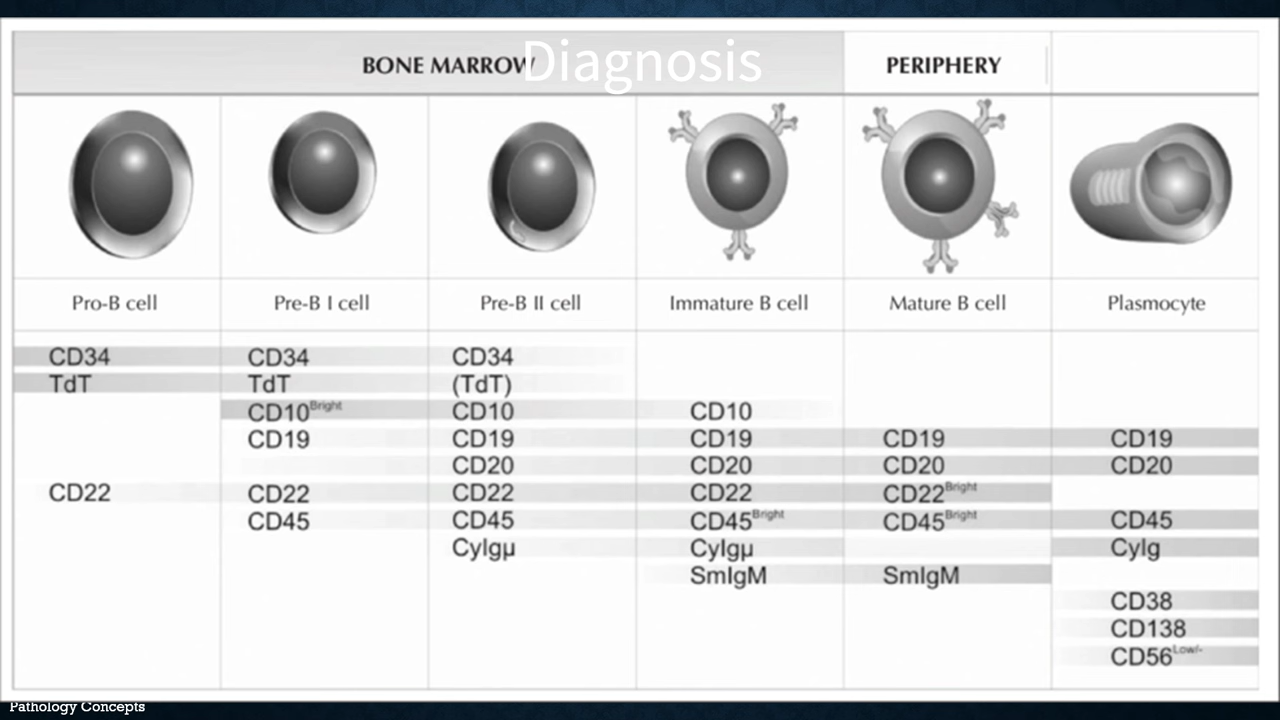 Diagnosis
BONE MARROW PERIPHERY
Pro-B cell Pre-B I cell Pre-B II cell Immature B cell Mature B cell Plasmocyte
CD34 CD34 CD34
TdT TdT (TdT)
CD10Bright CD10 CD10
CD19 CD19 CD19 CD19 CD19
CD20 CD20 CD20 CD20
CD22 CD22 CD22 CD22 CD22Bright
CD45 CD45 CD45Bright CD45Bright CD45
CyIgμ CyIgμ CyIg
SmIgM SmIgM
CD38
CD138
CD56Low/-
Pathology Concepts